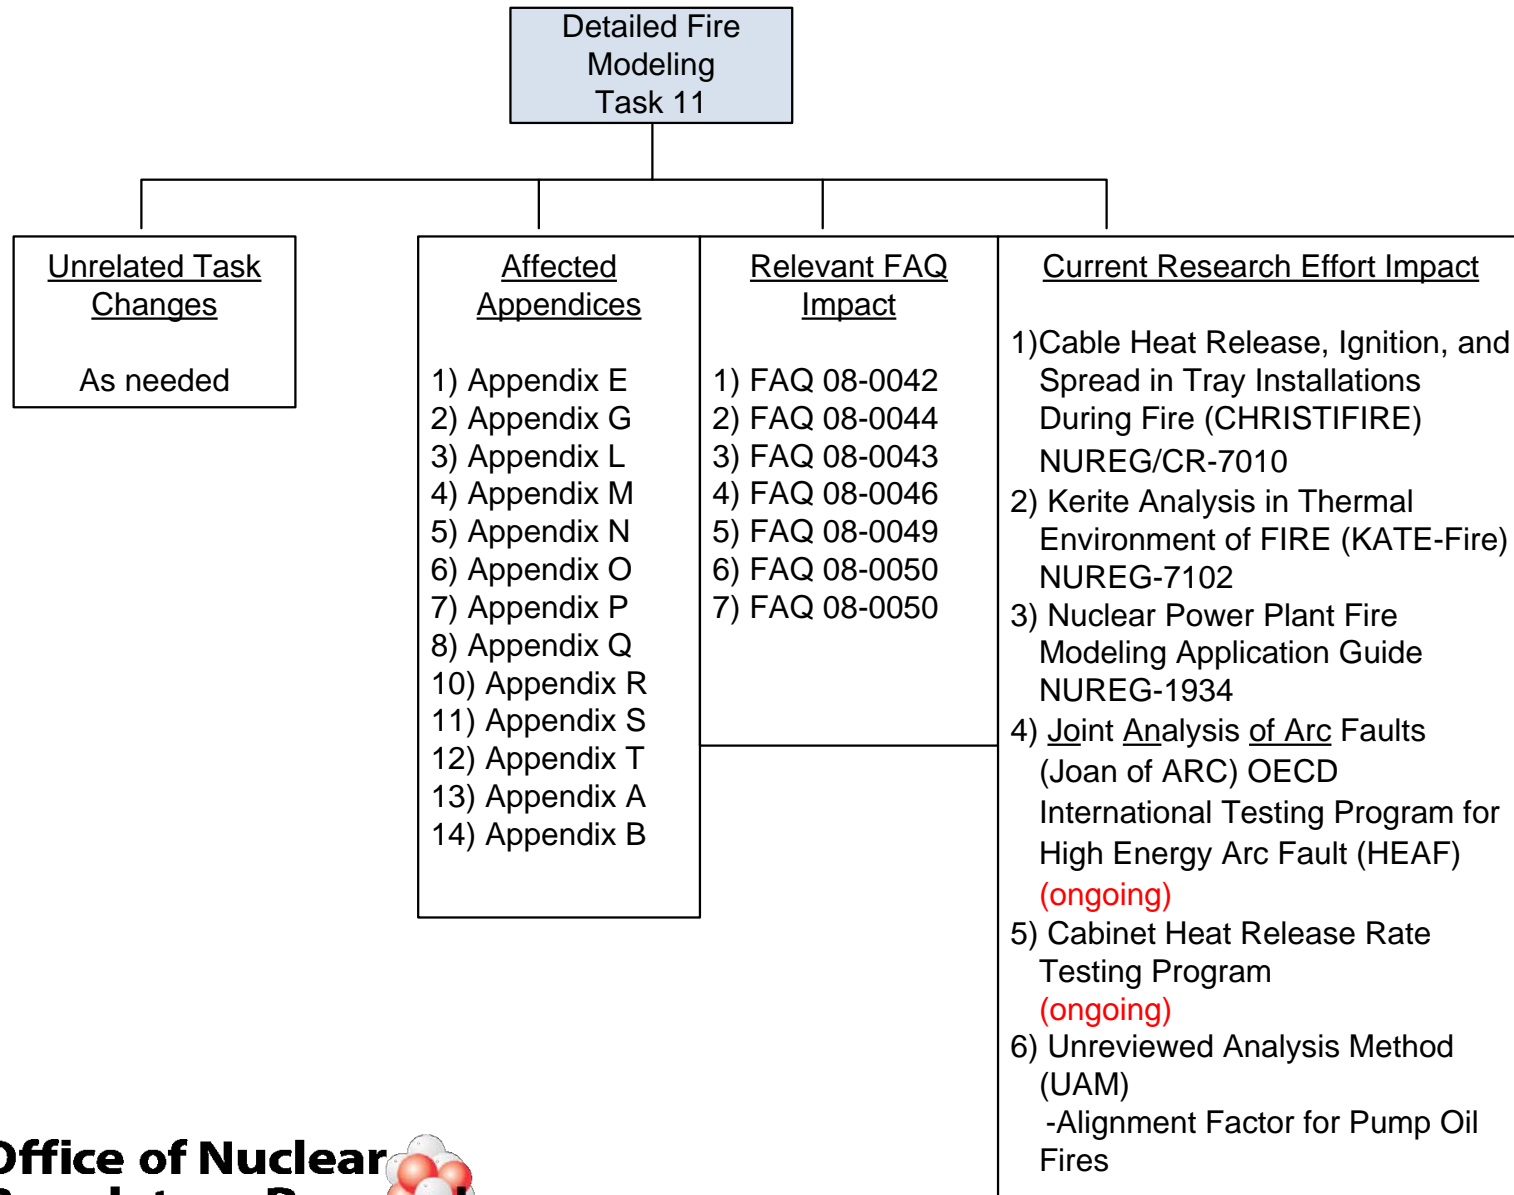 Detailed Fire
Modeling
Task 11
Unrelated Task
Changes
As needed
Affected
Appendices
1) Appendix E
2) Appendix G
3) Appendix L
4) Appendix M
5) Appendix N
6) Appendix O
7) Appendix P
8) Appendix Q
10) Appendix R
11) Appendix S
12) Appendix T
13) Appendix A
14) Appendix B
Relevant FAQ
Impact
1) FAQ 08-0042
2) FAQ 08-0044
3) FAQ 08-0043
4) FAQ 08-0046
5) FAQ 08-0049
6) FAQ 08-0050
7) FAQ 08-0050
Current Research Effort Impact
1)Cable Heat Release, Ignition, and
Spread in Tray Installations
During Fire (CHRISTIFIRE)
NUREG/CR-7010
2) Kerite Analysis in Thermal
Environment of FIRE (KATE-Fire)
NUREG-7102
3) Nuclear Power Plant Fire
Modeling Application Guide
NUREG-1934
4) Joint Analysis of Arc Faults
(Joan of ARC) OECD
International Testing Program for
High Energy Arc Fault (HEAF)
(ongoing)
5) Cabinet Heat Release Rate
Testing Program
(ongoing)
6) Unreviewed Analysis Method
(UAM)
-Alignment Factor for Pump Oil
Fires
Office of Nuclear